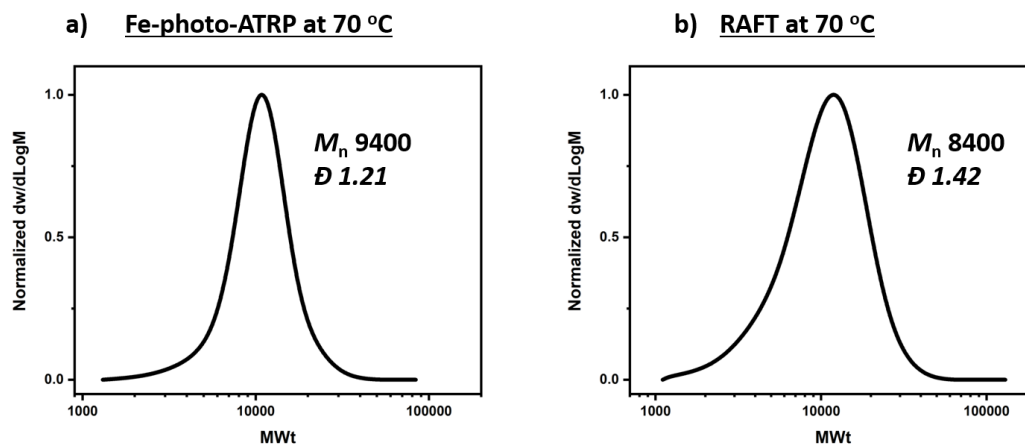 a) Fe-photo-ATRP at 70 °C
1.0
0.5
0.0
Normalized dw/dLogM
Mn 9400
Đ 1.21
1000 10000 100000
MWt
b) RAFT at 70 °C
1.0
0.5
0.0
Normalized dw/dLogM
Mn 8400
Đ 1.42
1000 10000 100000
MWt